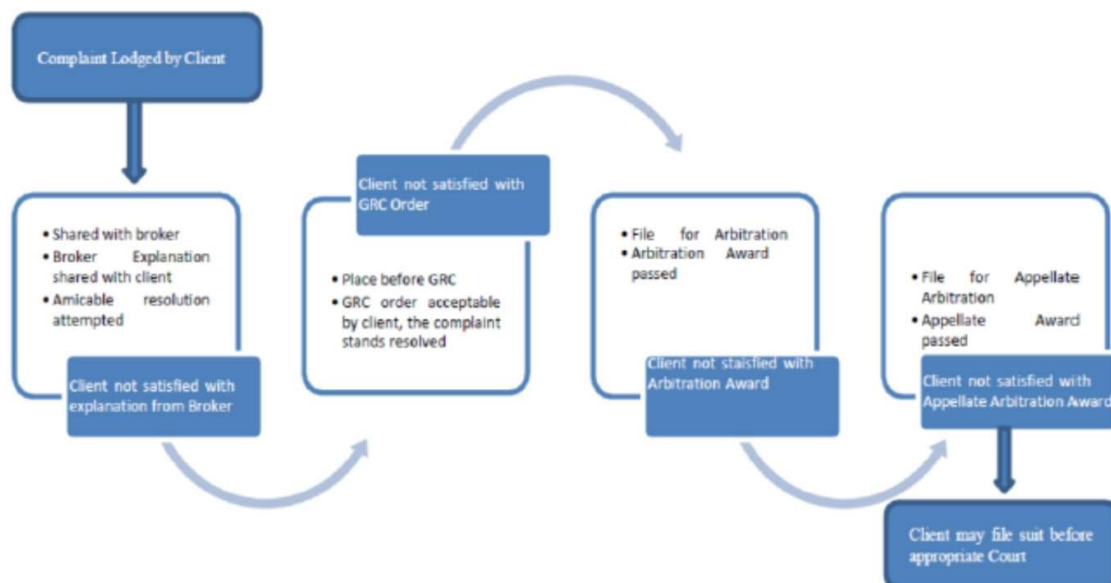 Complaint Lodged by Client
• Shared with broker
• Broker Explanation
shared with client
• Amicable resolution
attempted
Client not satisfied with
explanation from Broker
Client not satisfied with
GRC Order
• Place before GRC
• GRC order acceptable
by client, the complaint
stands resolved
• File for Arbitration
• Arbitration Award
passed
Client not staisfied with
Arbitration Award
• File for Appellate
Arbitration
• Appellate Award
passed
Client not satisfied with
Appellate Arbitration Award
Client may file suit before
appropriate Court